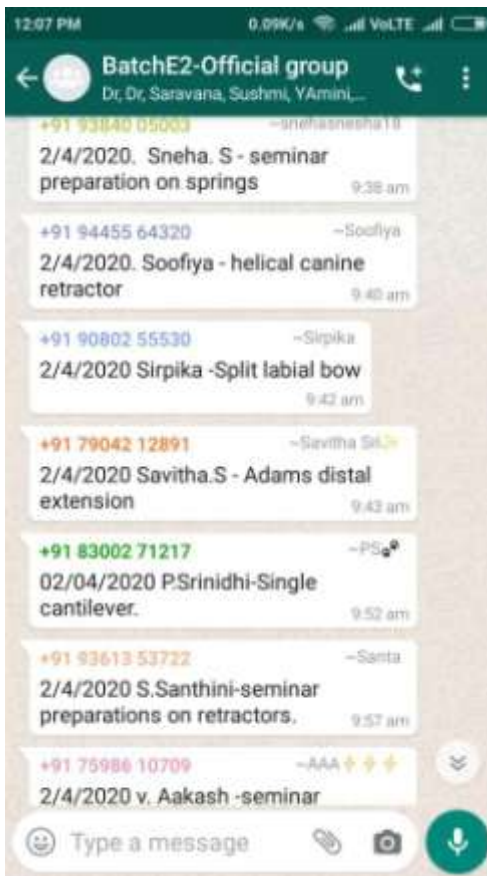 12:07 PM 0.09K/s VoLTE
BatchE2-Official group
Dr, Dr, Saravana, Sushmi, YAmini,...
+91 93840 05003 ~snehasnesha18
2/4/2020. Sneha. S - seminar
preparation on springs 9:38 am
+91 94455 64320 ~Soofiya
2/4/2020. Soofiya - helical canine
retractor 9:40 am
+91 90802 55530 ~Sirpika
2/4/2020 Sirpika -Split labial bow
9:42 am
+91 79042 12891 ~Savitha Sri
2/4/2020 Savitha.S - Adams distal
extension 9:43 am
+91 83002 71217 ~PS
02/04/2020 P.Srinidhi-Single
cantilever. 9:52 am
+91 93613 53722 ~Santa
2/4/2020 S.Santhini-seminar
preparations on retractors. 9:57 am
+91 75986 10709 ~AAA
2/4/2020 v. Aakash -seminar
Type a message